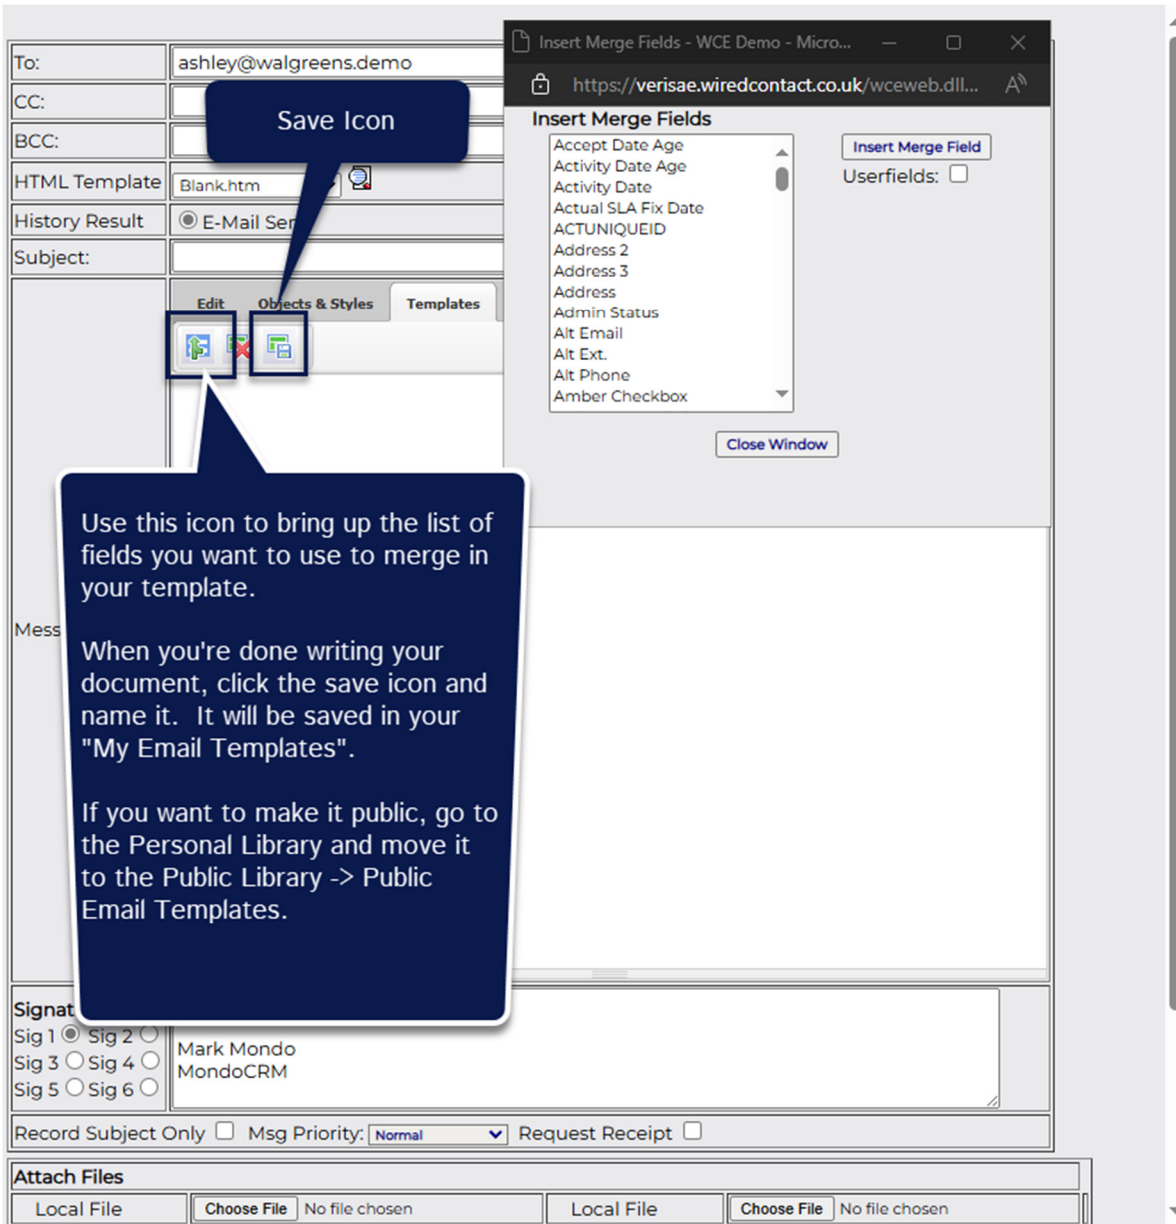 Insert Merge Fields - WCE Demo - Micro...
https://verisae.wiredcontact.co.uk/wceweb.dll...
To:
ashley@walgreens.demo
CC:
BCC:
Save Icon
HTML Template
Blank.htm
History Result
E-Mail Sen
Subject:
Insert Merge Fields
Accept Date Age
Activity Date Age
Activity Date
Actual SLA Fix Date
ACTUNIQUEID
Address 2
Address 3
Address
Admin Status
Alt Email
Alt Ext.
Alt Phone
Amber Checkbox
Insert Merge Field
Userfields:
Close Window
Edit
Objects & Styles
Templates
Mess
Use this icon to bring up the list of
fields you want to use to merge in
your template.
When you're done writing your
document, click the save icon and
name it.  It will be saved in your
"My Email Templates".
If you want to make it public, go to
the Personal Library and move it
to the Public Library -> Public
Email Templates.
Signat
Sig 1 Sig 2
Sig 3 Sig 4
Sig 5 Sig 6
Mark Mondo
MondoCRM
Record Subject Only Msg Priority: Normal Request Receipt
Attach Files
Local File Choose File No file chosen Local File Choose File No file chosen